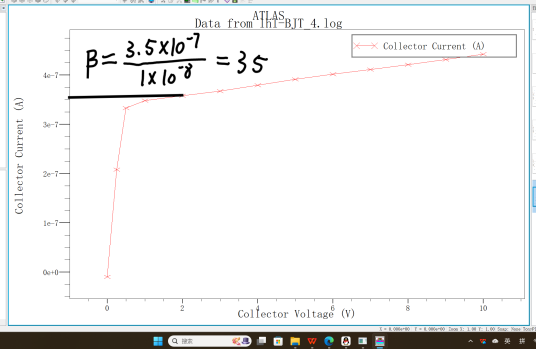 ATLAS
Data from lhl-BJT_4.log
β = 3.5×10⁻⁷ / 1×10⁻⁸ = 35
Collector Current (A)
4e-7
3e-7
2e-7
1e-7
0e+0
Collector Current (A)
0 2 4 6 8 10
Collector Voltage (V)
搜索
英 拼